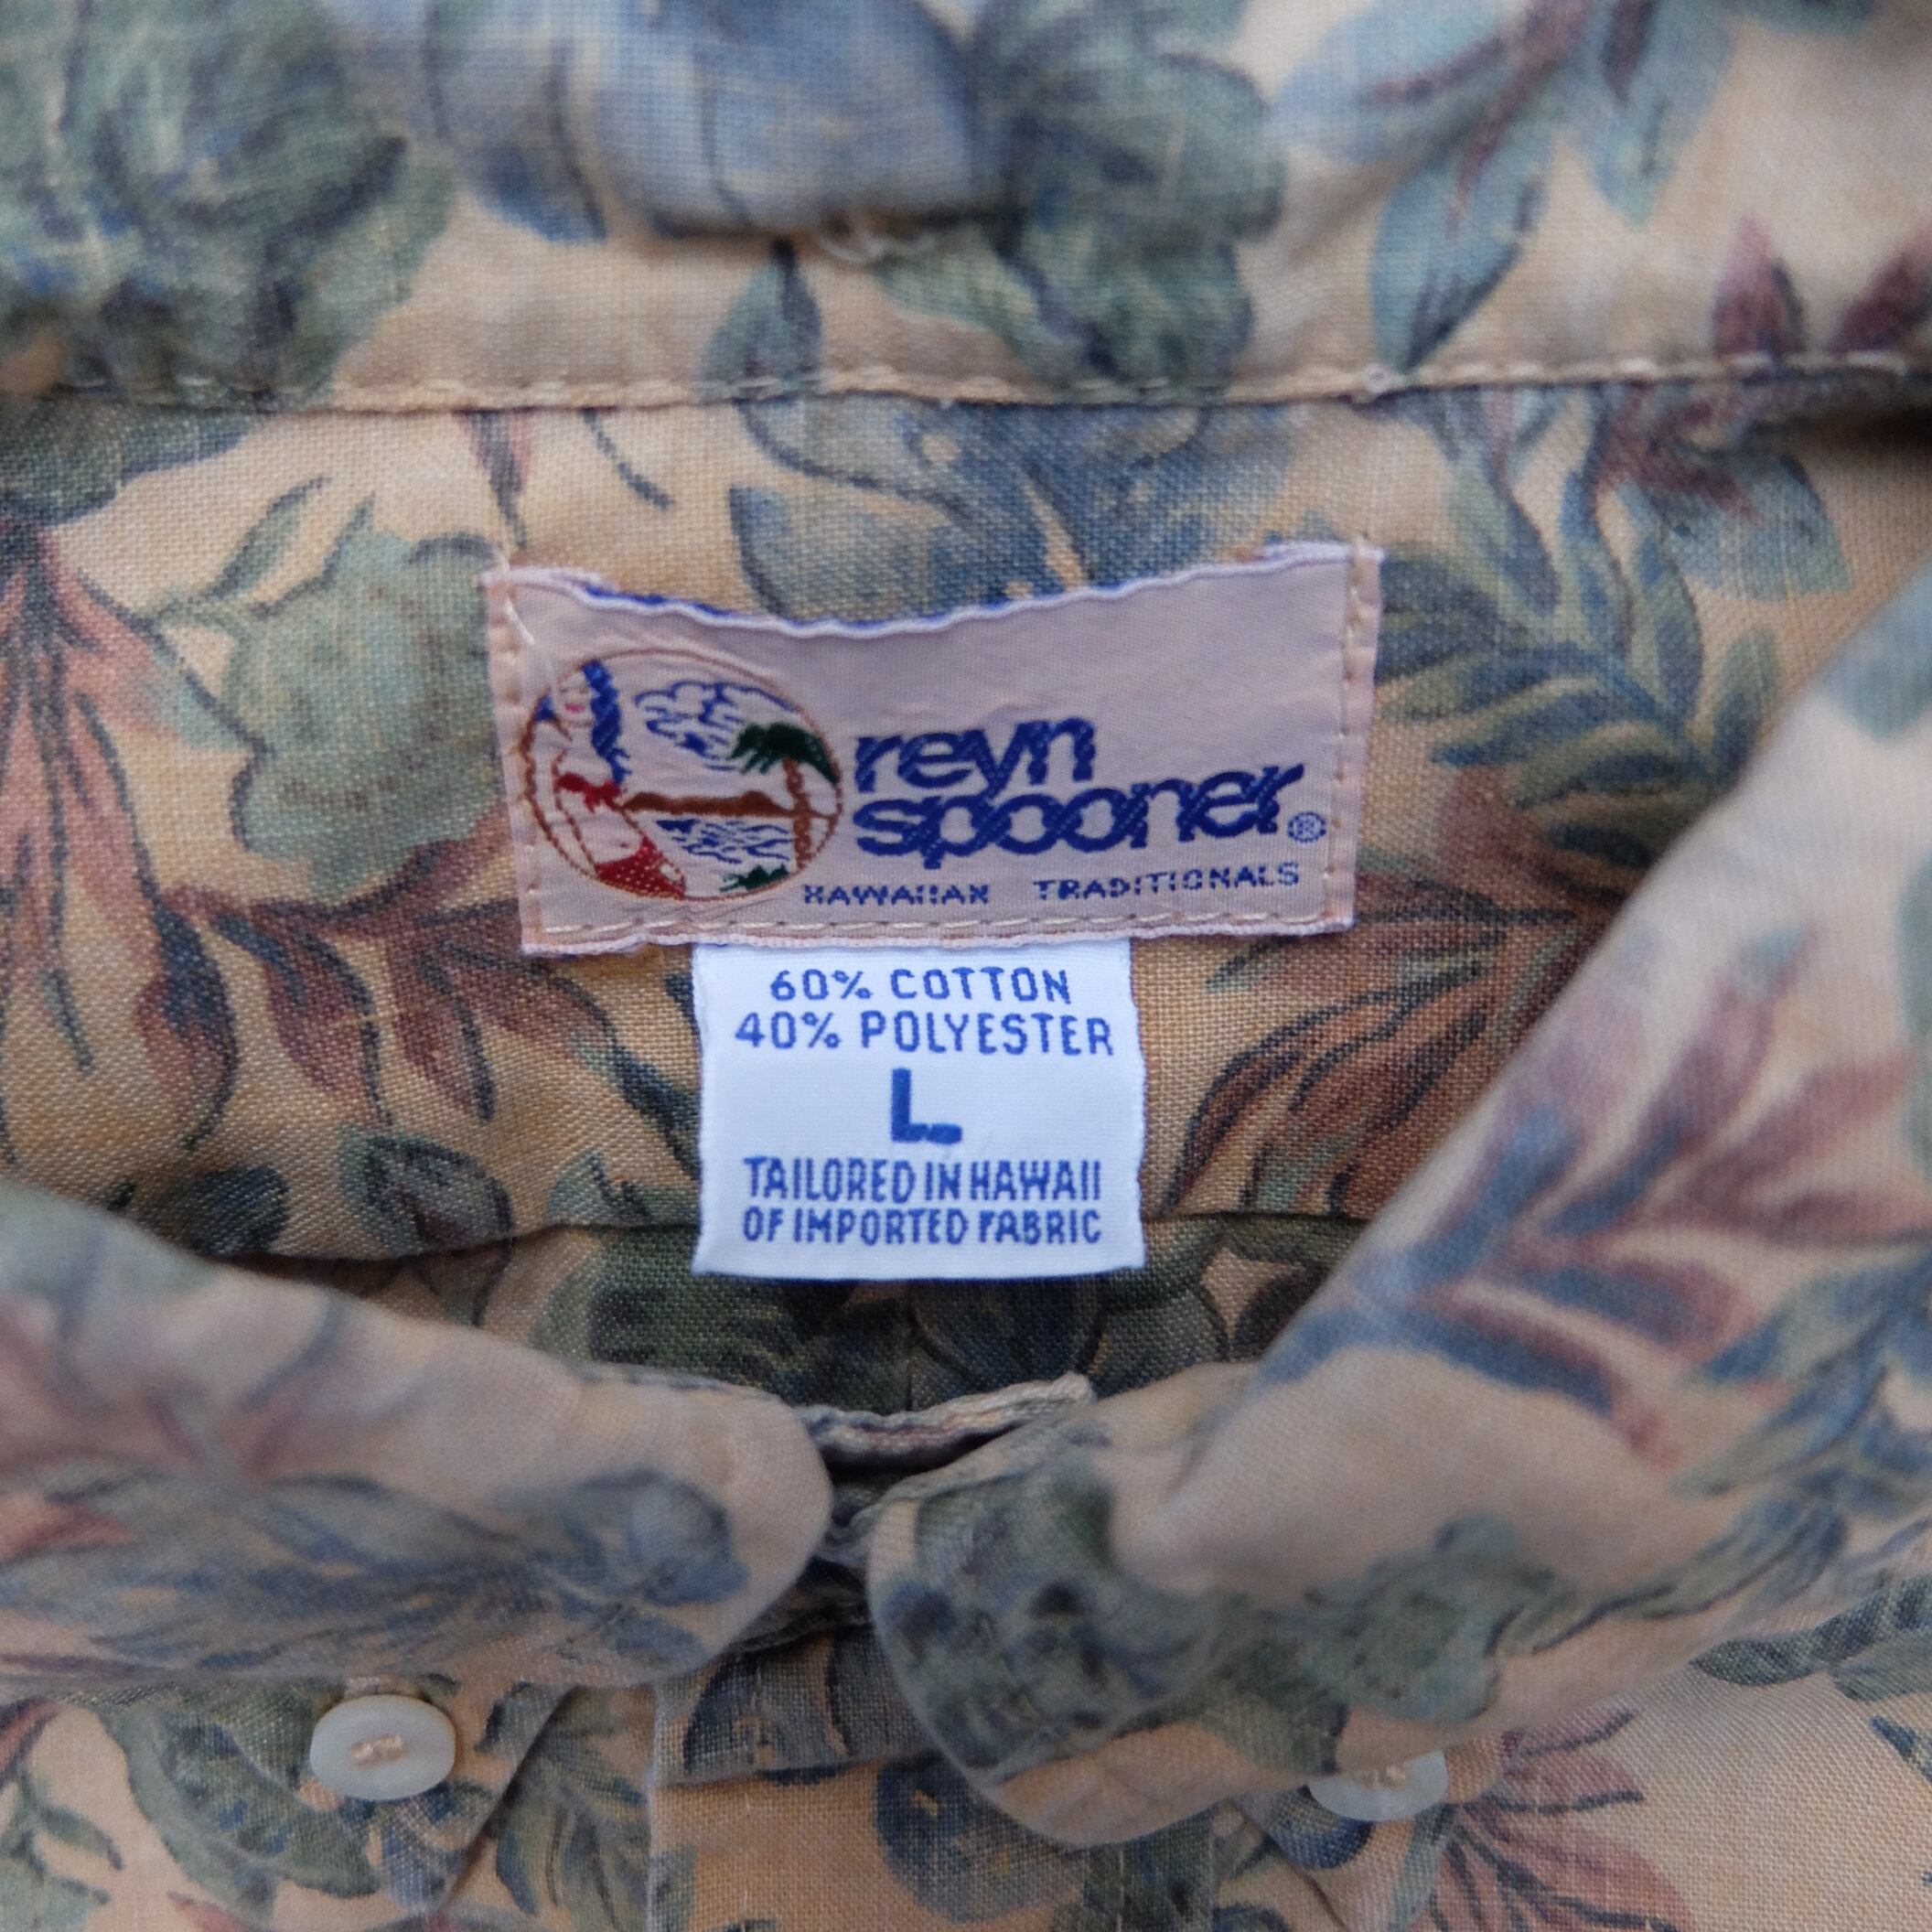 reyn
spooner®
HAWAIIAN TRADITIONALS
60% COTTON
40% POLYESTER
L
TAILORED IN HAWAII
OF IMPORTED FABRIC